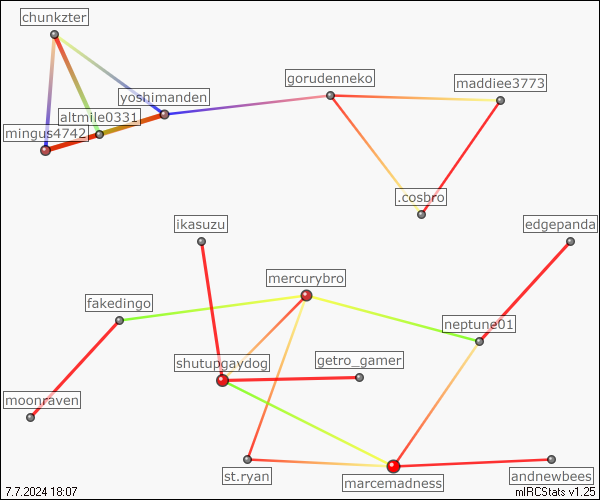 chunkzter
gorudenneko
maddiee3773
yoshimanden
altmile0331
mingus4742
.cosbro
ikasuzu
edgepanda
mercurybro
fakedingo
neptune01
shutupgaydog
getro_gamer
moonraven
st.ryan
marcemadness
andnewbees
7.7.2024 18:07
mIRCStats v1.25